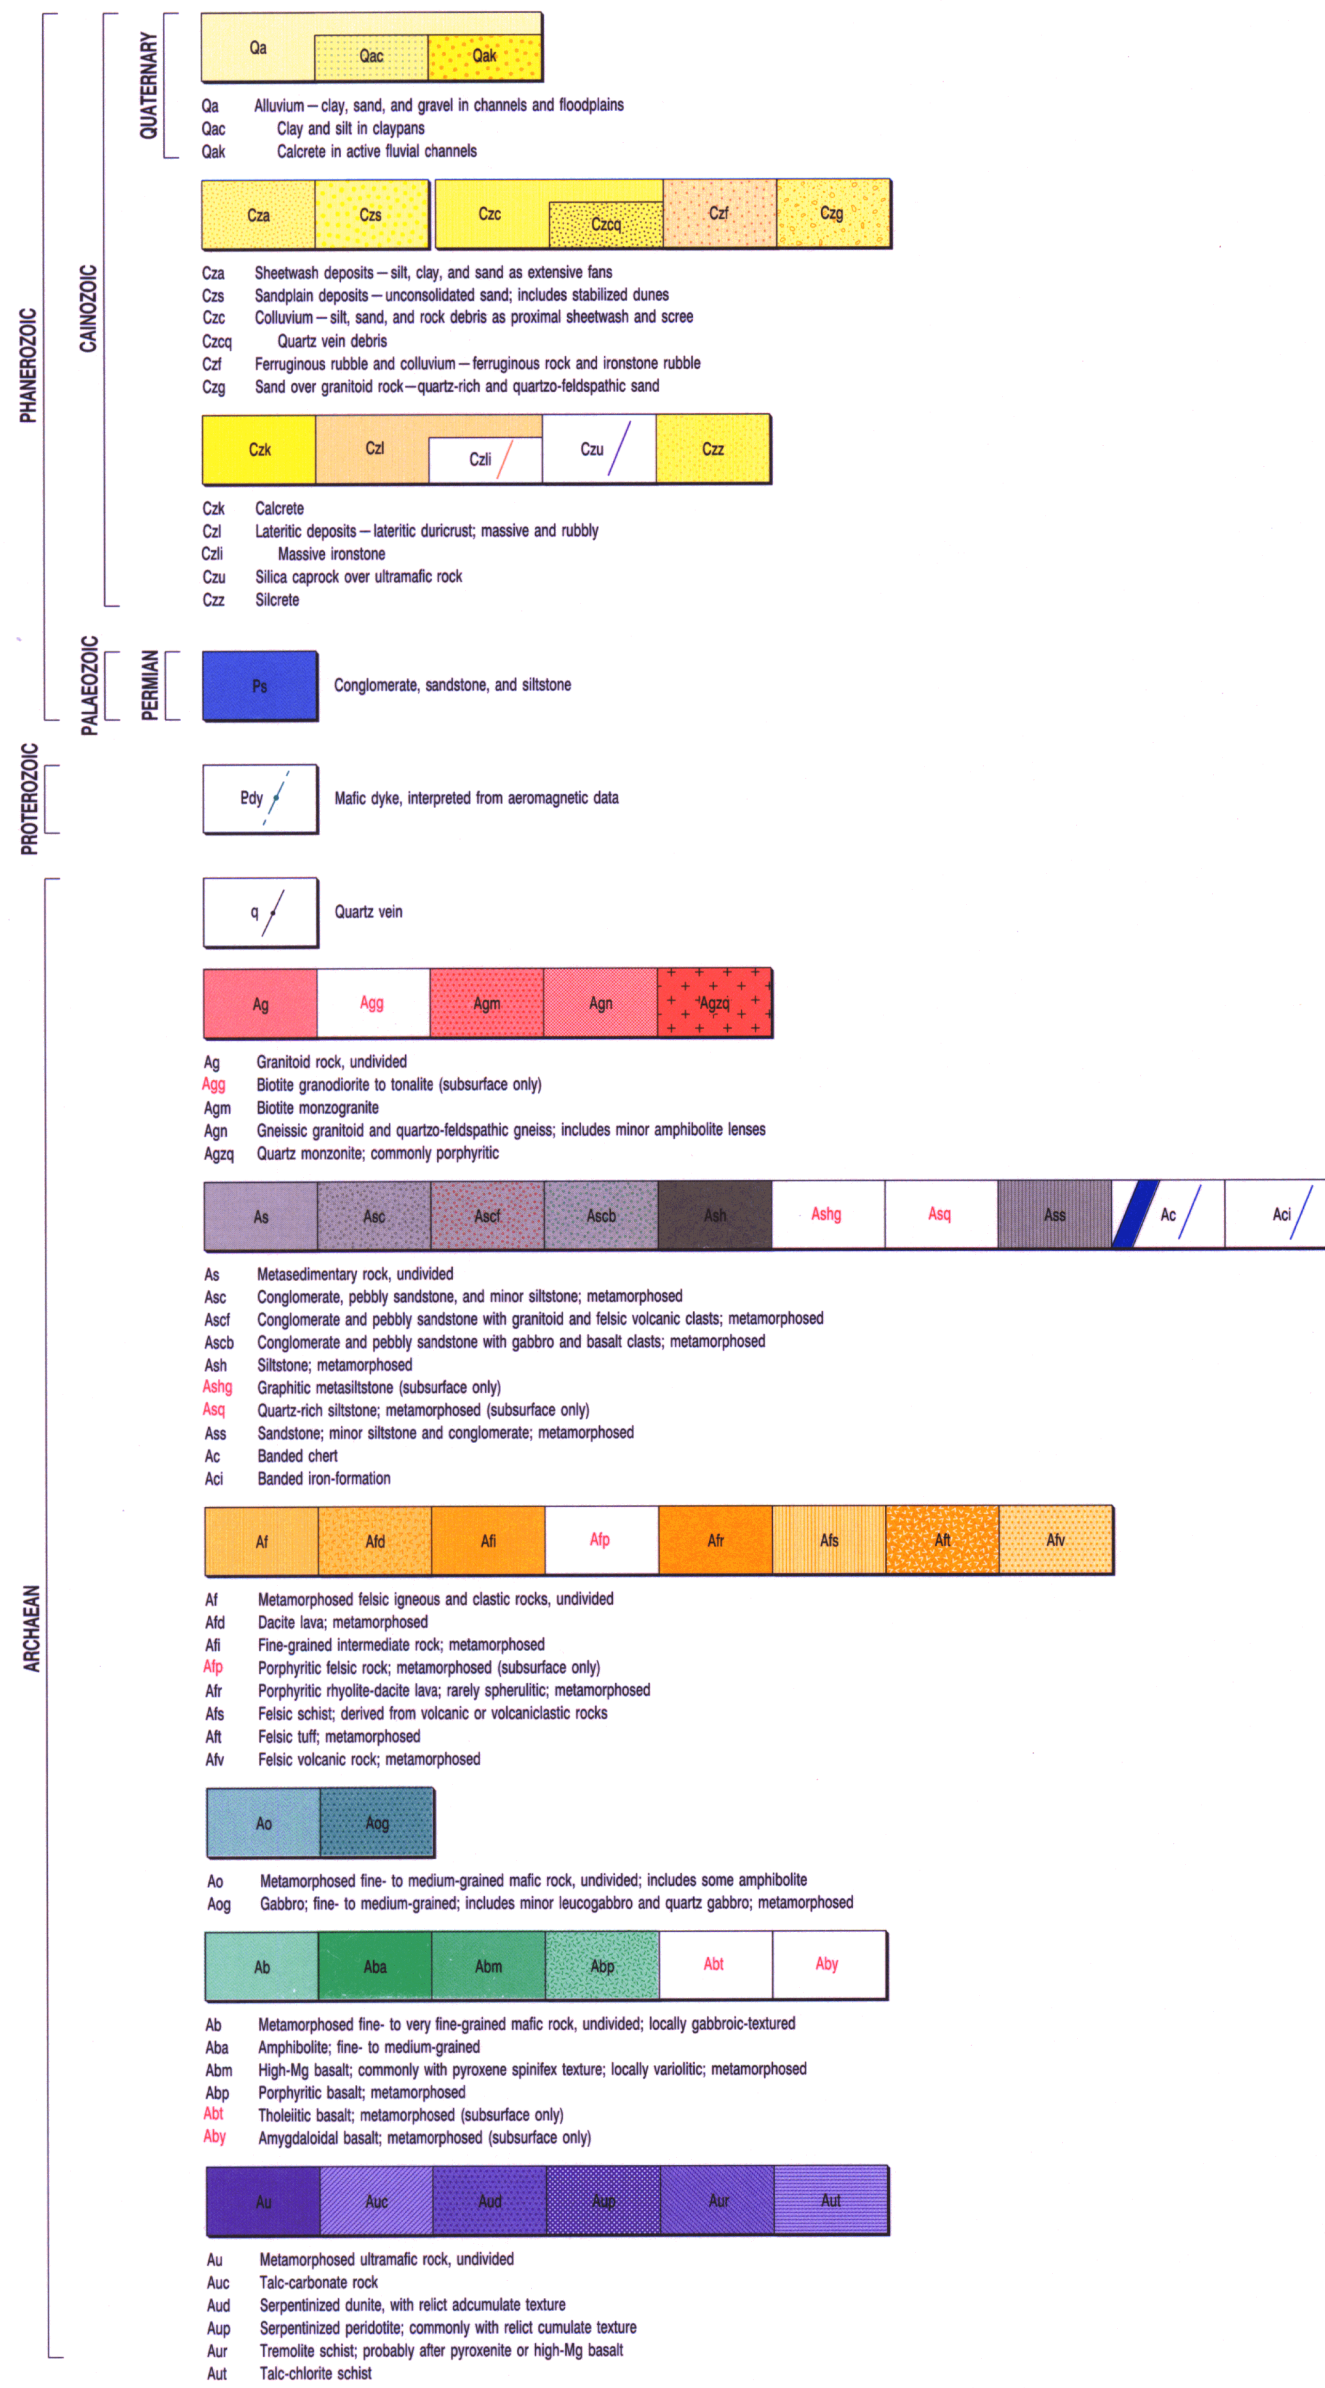 PHANEROZOIC
CAINOZOIC
QUATERNARY
Qa Qac Qak
Qa Alluvium — clay, sand, and gravel in channels and floodplains
Qac Clay and silt in claypans
Qak Calcrete in active fluvial channels
Cza Czs Czc Czcq Czf Czg
Cza Sheetwash deposits — silt, clay, and sand as extensive fans
Czs Sandplain deposits — unconsolidated sand; includes stabilized dunes
Czc Colluvium — silt, sand, and rock debris as proximal sheetwash and scree
Czcq Quartz vein debris
Czf Ferruginous rubble and colluvium — ferruginous rock and ironstone rubble
Czg Sand over granitoid rock — quartz-rich and quartzo-feldspathic sand
Czk Czl Czli Czu Czz
Czk Calcrete
Czl Lateritic deposits — lateritic duricrust; massive and rubbly
Czli Massive ironstone
Czu Silica caprock over ultramafic rock
Czz Silcrete
PALAEOZOIC
PERMIAN
Ps Conglomerate, sandstone, and siltstone
PROTEROZOIC
Pdy Mafic dyke, interpreted from aeromagnetic data
ARCHAEAN
q Quartz vein
Ag Agg Agm Agn Agzq
Ag Granitoid rock, undivided
Agg Biotite granodiorite to tonalite (subsurface only)
Agm Biotite monzogranite
Agn Gneissic granitoid and quartzo-feldspathic gneiss; includes minor amphibolite lenses
Agzq Quartz monzonite; commonly porphyritic
As Asc Ascf Ascb Ash Ashg Asq Ass Ac Aci
As Metasedimentary rock, undivided
Asc Conglomerate, pebbly sandstone, and minor siltstone; metamorphosed
Ascf Conglomerate and pebbly sandstone with granitoid and felsic volcanic clasts; metamorphosed
Ascb Conglomerate and pebbly sandstone with gabbro and basalt clasts; metamorphosed
Ash Siltstone; metamorphosed
Ashg Graphitic metasiltstone (subsurface only)
Asq Quartz-rich siltstone; metamorphosed (subsurface only)
Ass Sandstone; minor siltstone and conglomerate; metamorphosed
Ac Banded chert
Aci Banded iron-formation
Af Afd Afi Afp Afr Afs Aft Afv
Af Metamorphosed felsic igneous and clastic rocks, undivided
Afd Dacite lava; metamorphosed
Afi Fine-grained intermediate rock; metamorphosed
Afp Porphyritic felsic rock; metamorphosed (subsurface only)
Afr Porphyritic rhyolite-dacite lava; rarely spherulitic; metamorphosed
Afs Felsic schist; derived from volcanic or volcaniclastic rocks
Aft Felsic tuff; metamorphosed
Afv Felsic volcanic rock; metamorphosed
Ao Aog
Ao Metamorphosed fine- to medium-grained mafic rock, undivided; includes some amphibolite
Aog Gabbro; fine- to medium-grained; includes minor leucogabbro and quartz gabbro; metamorphosed
Ab Aba Abm Abp Abt Aby
Ab Metamorphosed fine- to very fine-grained mafic rock, undivided; locally gabbroic-textured
Aba Amphibolite; fine- to medium-grained
Abm High-Mg basalt; commonly with pyroxene spinifex texture; locally variolitic; metamorphosed
Abp Porphyritic basalt; metamorphosed
Abt Tholeiitic basalt; metamorphosed (subsurface only)
Aby Amygdaloidal basalt; metamorphosed (subsurface only)
Au Auc Aud Aup Aur Aut
Au Metamorphosed ultramafic rock, undivided
Auc Talc-carbonate rock
Aud Serpentinized dunite, with relict adcumulate texture
Aup Serpentinized peridotite; commonly with relict cumulate texture
Aur Tremolite schist; probably after pyroxenite or high-Mg basalt
Aut Talc-chlorite schist